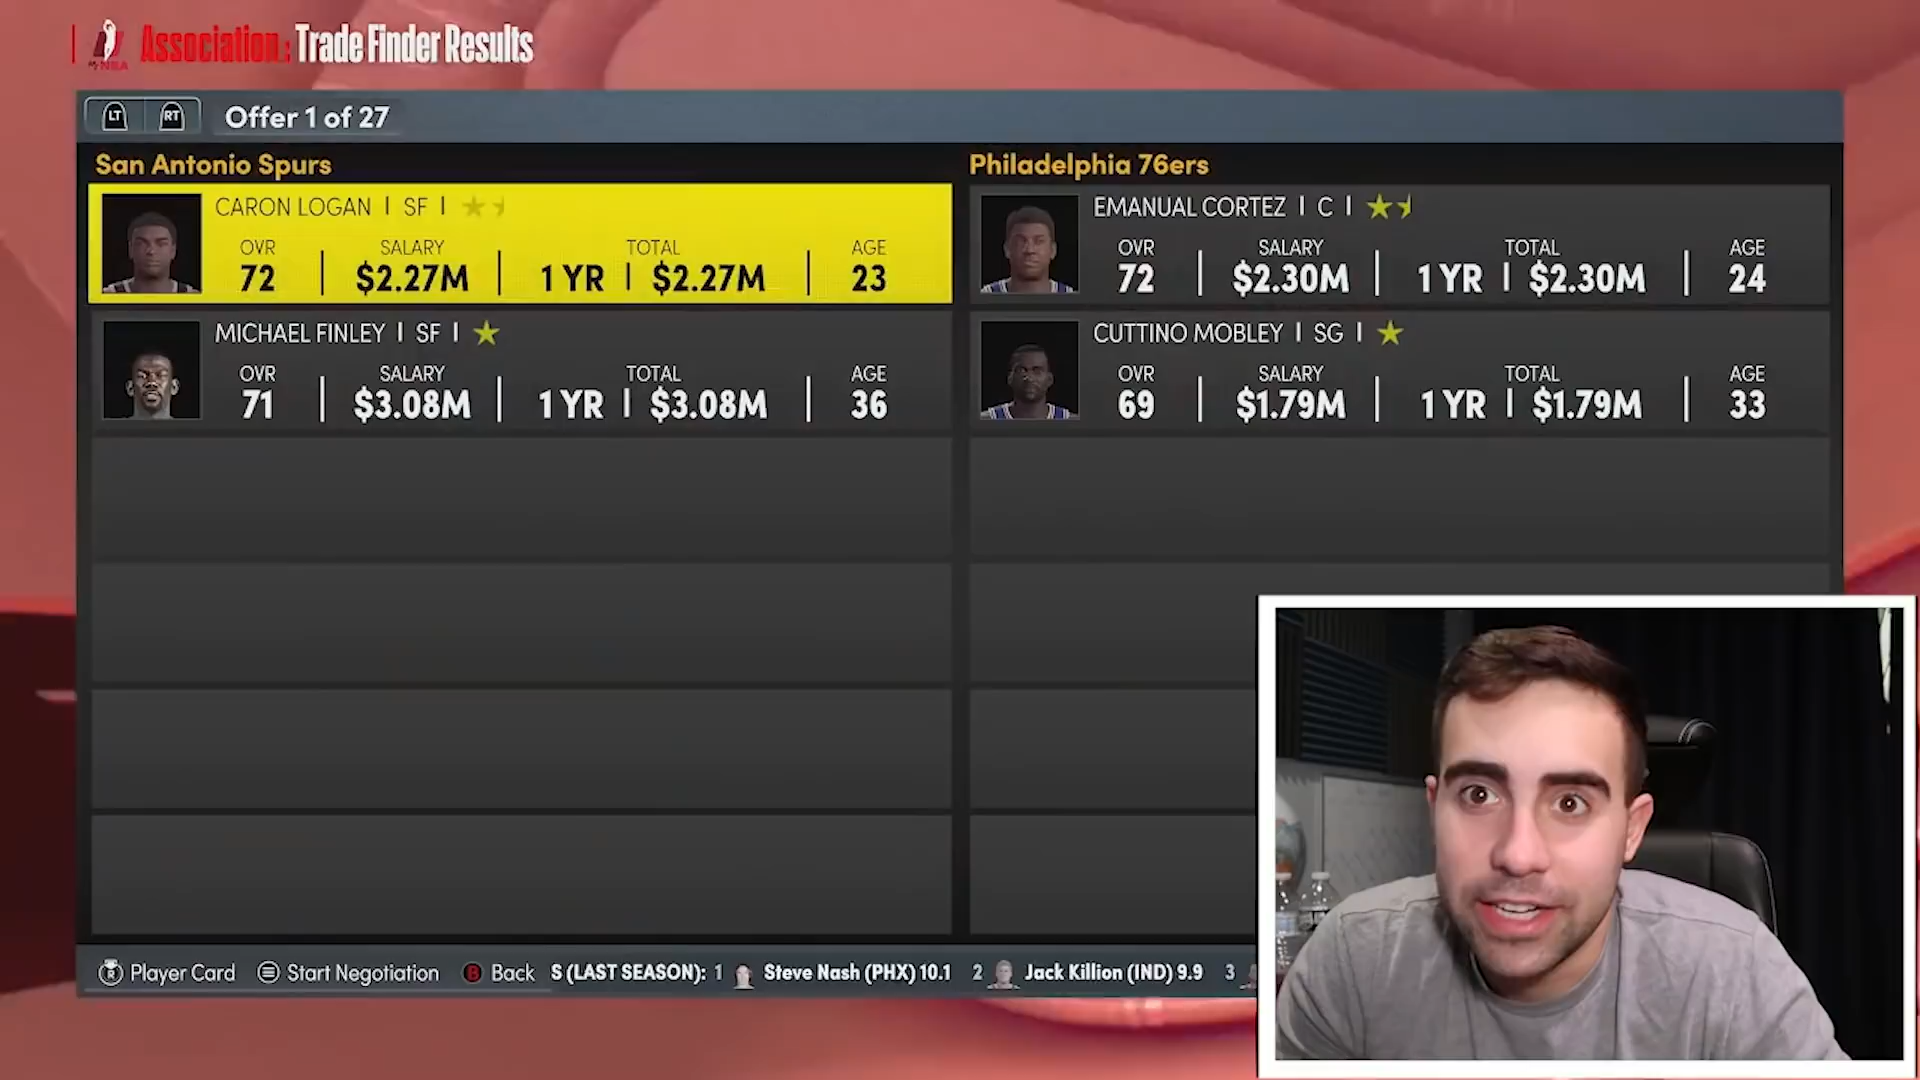 Association: Trade Finder Results
LT RT Offer 1 of 27
San Antonio Spurs
CARON LOGAN | SF |
OVR SALARY TOTAL AGE
72 | $2.27M | 1 YR | $2.27M | 23
MICHAEL FINLEY | SF |
OVR SALARY TOTAL AGE
71 | $3.08M | 1 YR | $3.08M | 36
Philadelphia 76ers
EMANUAL CORTEZ | C |
OVR SALARY TOTAL AGE
72 | $2.30M | 1 YR | $2.30M | 24
CUTTINO MOBLEY | SG |
OVR SALARY TOTAL AGE
69 | $1.79M | 1 YR | $1.79M | 33
R Player Card Start Negotiation B Back S (LAST SEASON): 1 Steve Nash (PHX) 10.1 2 Jack Killion (IND) 9.9 3